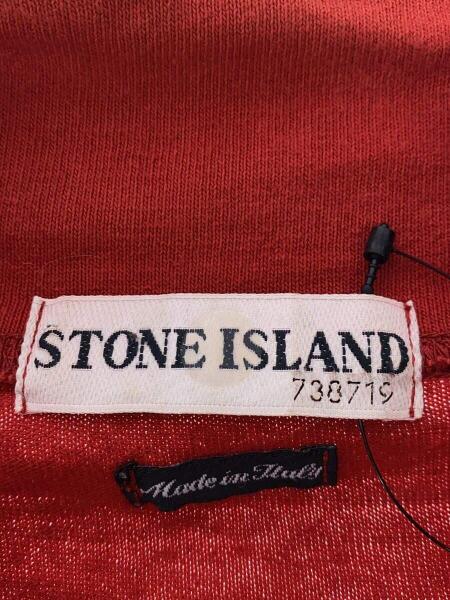 STONE ISLAND
738719
Made in Italy